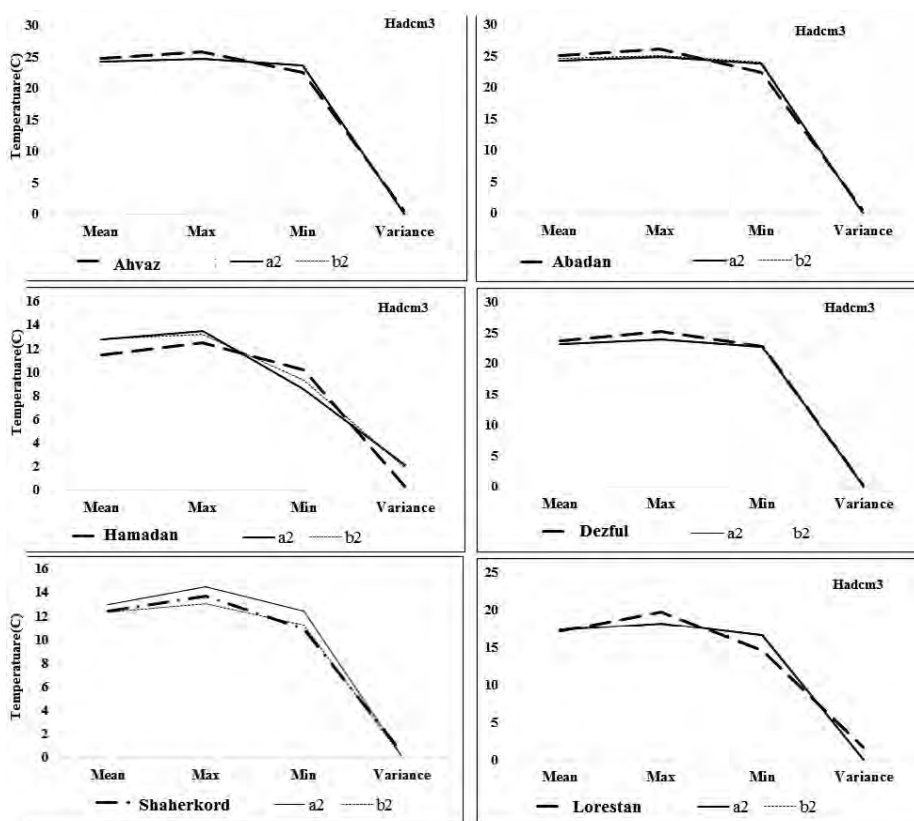 Hadcm3
Temperatuare(C)
30
25
20
15
10
5
0
Mean Max Min Variance
Ahvaz a2 b2
Hadcm3
30
25
20
15
10
5
0
Mean Max Min Variance
Abadan a2 b2
Hadcm3
Temperatuare(C)
16
14
12
10
8
6
4
2
0
Mean Max Min Variance
Hamadan a2 b2
Hadcm3
30
25
20
15
10
5
0
Mean Max Min Variance
Dezful a2 b2
Temperatuare(C)
16
14
12
10
8
6
4
2
0
Mean Max Min Variance
Shaherkord a2 b2
Hadcm3
25
20
15
10
5
0
Mean Max Min Variance
Lorestan a2 b2